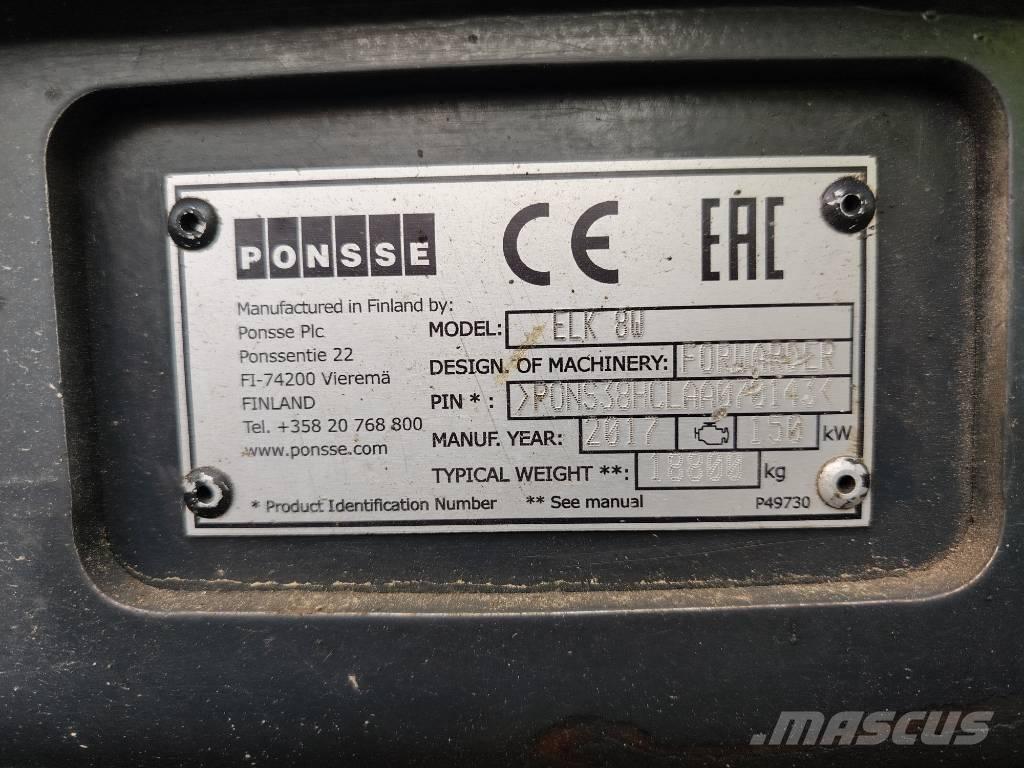 PONSSE
CE
EAC
Manufactured in Finland by:
Ponsse Plc
Ponssentie 22
FI-74200 Vieremä
FINLAND
Tel. +358 20 768 800
www.ponsse.com
MODEL: ELK 8W
DESIGN. OF MACHINERY: FORWARDER
PIN * : >PONS38HCLAA070143<
MANUF. YEAR: 2017 150 kW
TYPICAL WEIGHT **: 18800 kg
* Product Identification Number ** See manual P49730
MASCUS